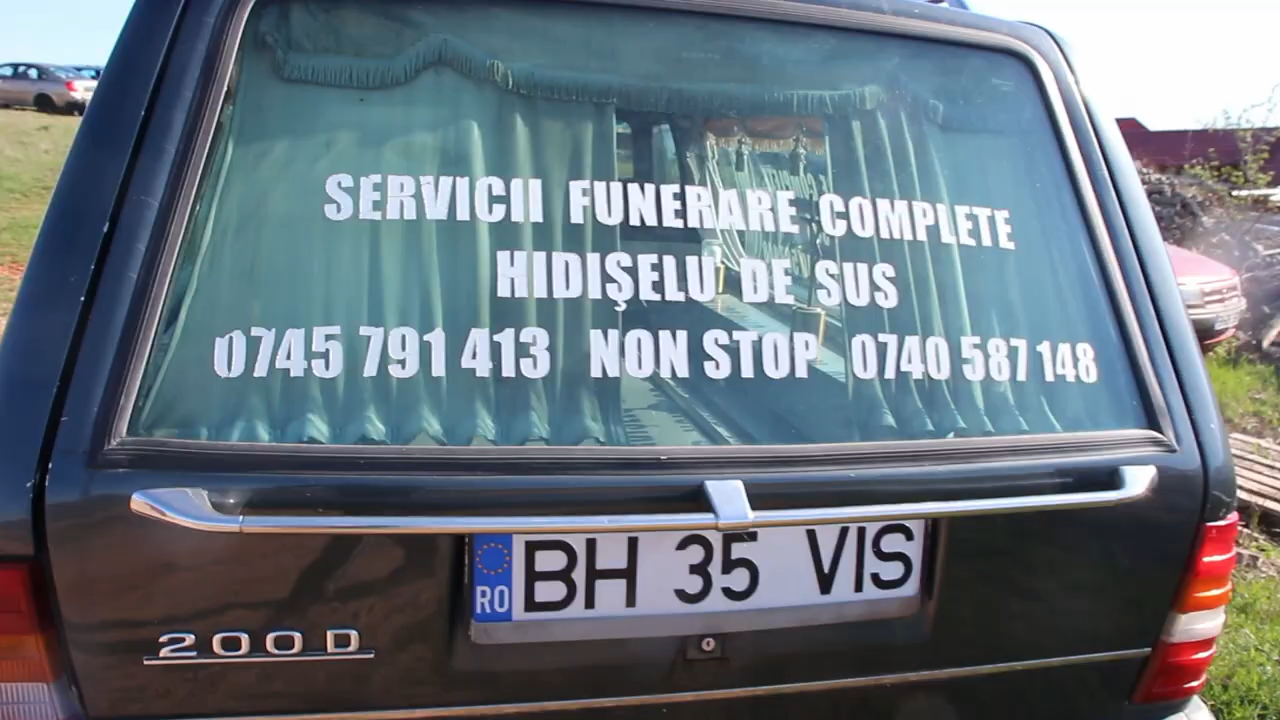 SERVICII FUNERARE COMPLETE
HIDIŞELU DE SUS
0745 791 413 NON STOP 0740 587 148
RO BH 35 VIS
200 D